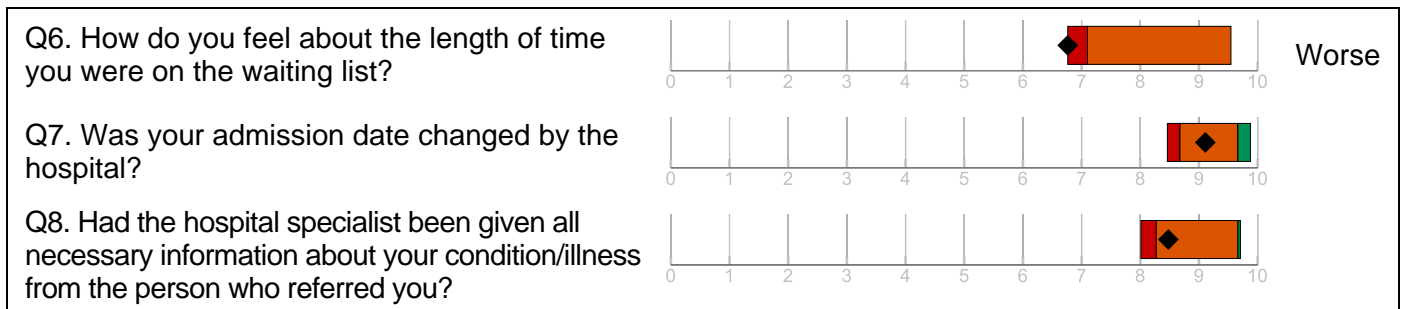 Q6. How do you feel about the length of time
you were on the waiting list?
Worse
0 1 2 3 4 5 6 7 8 9 10
Q7. Was your admission date changed by the
hospital?
0 1 2 3 4 5 6 7 8 9 10
Q8. Had the hospital specialist been given all
necessary information about your condition/illness
from the person who referred you?
0 1 2 3 4 5 6 7 8 9 10